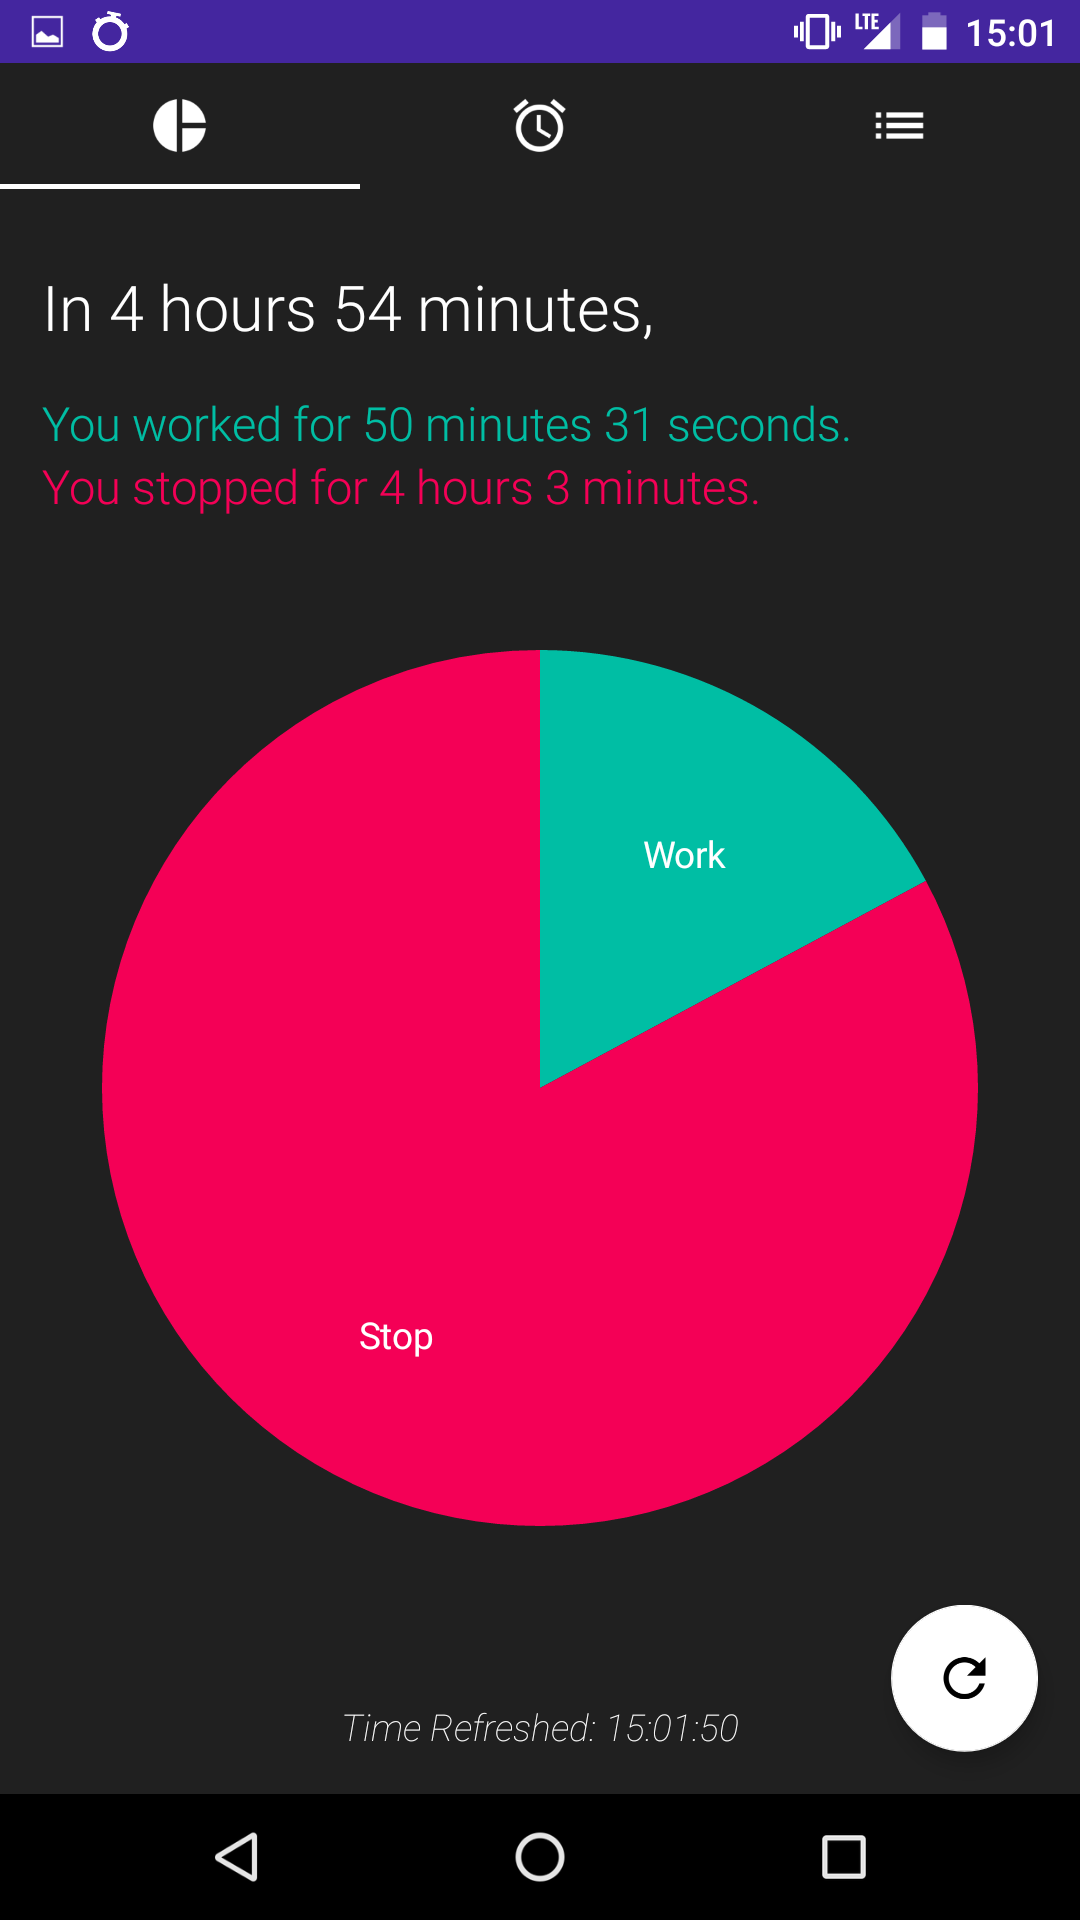 LTE 15:01
In 4 hours 54 minutes,
You worked for 50 minutes 31 seconds.
You stopped for 4 hours 3 minutes.
Work
Stop
Time Refreshed: 15:01:50